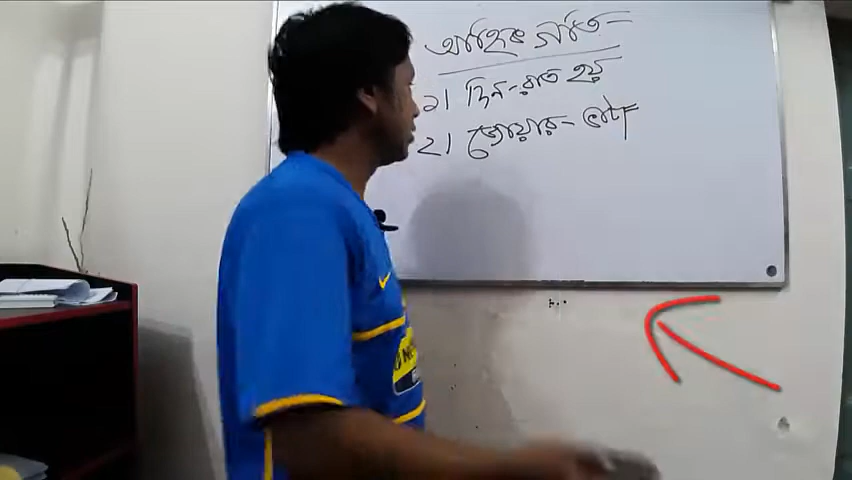 আহ্নিক গতি =
১। দিন-রাত হয়
২। জোয়ার-ভাটা